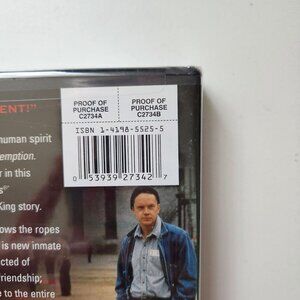 ENT!"
PROOF OF PURCHASE C2734A
PROOF OF PURCHASE C2734B
ISBN 1-4198-5525-5
0 53939 27342 7
human spirit
emption.
r in this
s®
King story.
ows the ropes
is new inmate
cted of
friendship;
e to the entire